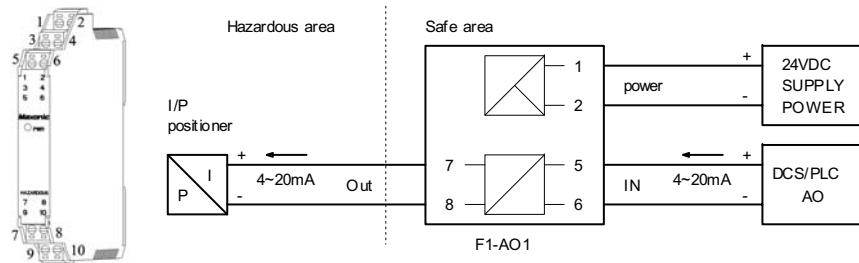 1 2
3 4
5 6
1 2
3 4
5 6
Maxonic
PWR
HAZARDOUS
7 8
9 10
7 8
9 10
Hazardous area
Safe area
I/P
positioner
I
P
+
-
4~20mA
Out
7
8
1
2
5
6
F1-AO1
power
+
-
24VDC
SUPPLY
POWER
IN
4~20mA
+
-
DCS/PLC
AO